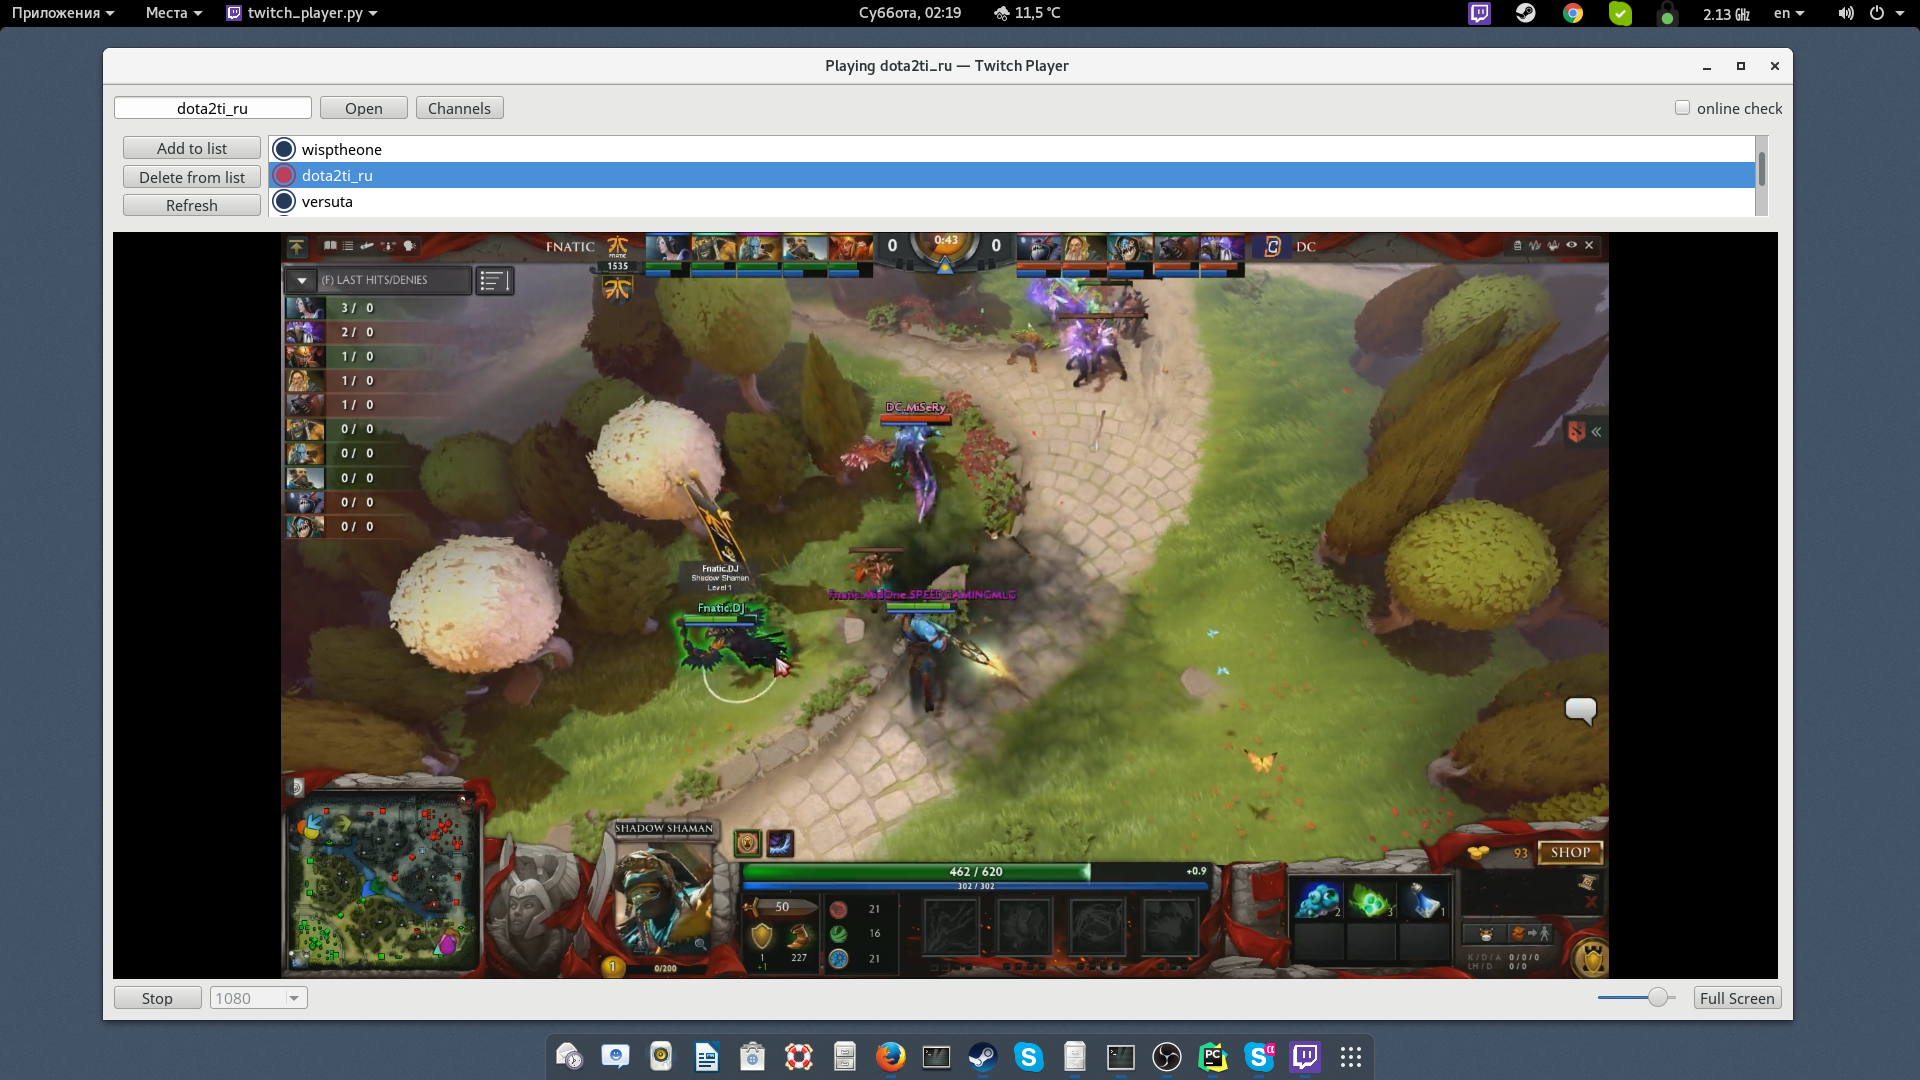 Приложения Места twitch_player.py Суббота, 02:19 11,5 °C 2.13 GHz en
Playing dota2ti_ru — Twitch Player
dota2ti_ru Open Channels online check
Add to list
Delete from list
Refresh
wisptheone
dota2ti_ru
versuta
FNATIC 0 0:43 0 DC
1535
(F) LAST HITS/DENIES
3 / 0
2 / 0
1 / 0
1 / 0
1 / 0
0 / 0
0 / 0
0 / 0
0 / 0
0 / 0
DC.MiSeRy
Fnatic.DJ
Shadow Shaman
Level 1
Fnatic.MidOne.SPEEDGAMINGMLG
Fnatic.DJ
SHADOW SHAMAN
462 / 620 +0.9
302 / 302
50
21
16
21
1
+1
227
1 0/200
2 3 1
93 SHOP
K / D / A 0 / 0 / 0
LH / D 0 / 0
Stop 1080 Full Screen
PC